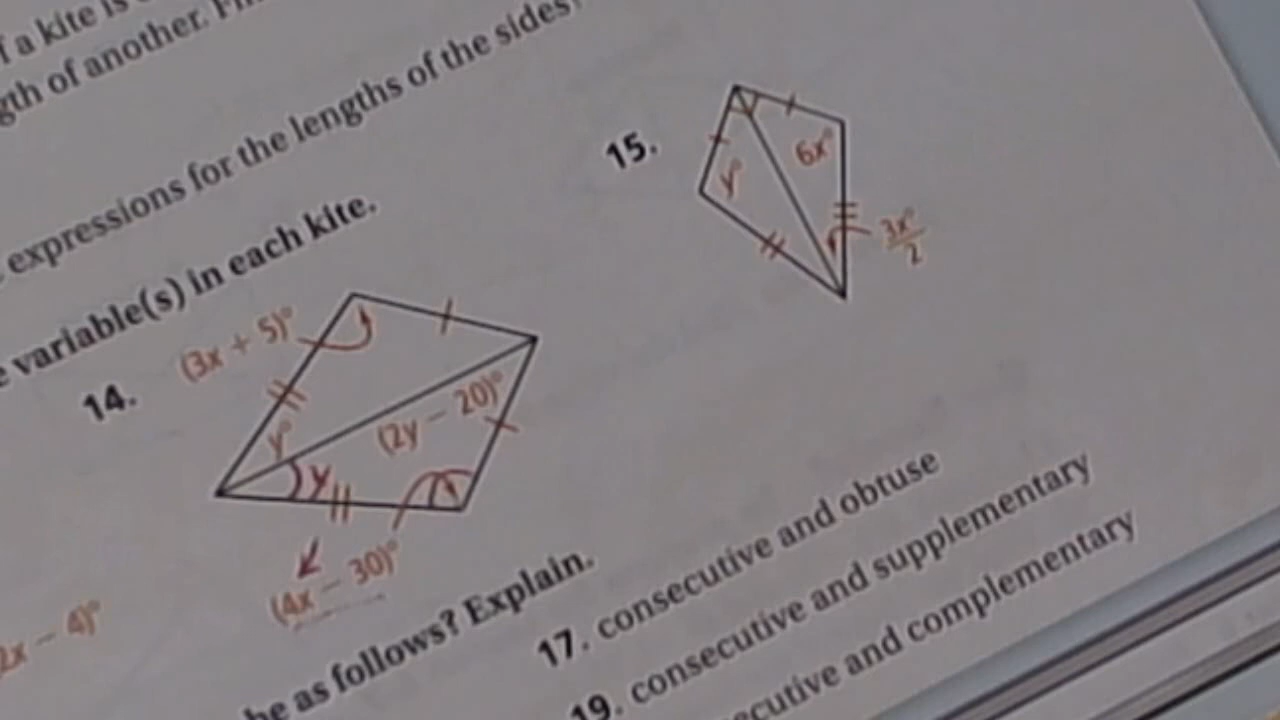 f a kite is
gth of another.
expressions for the lengths of the sides
variable(s) in each kite.
14.
(3x + 5)°
y°
(2y − 20)°
y
(4x − 30)°
15.
6x°
y°
3x°
2
2x − 4)°
be as follows? Explain.
17. consecutive and obtuse
19. consecutive and supplementary
ecutive and complementary